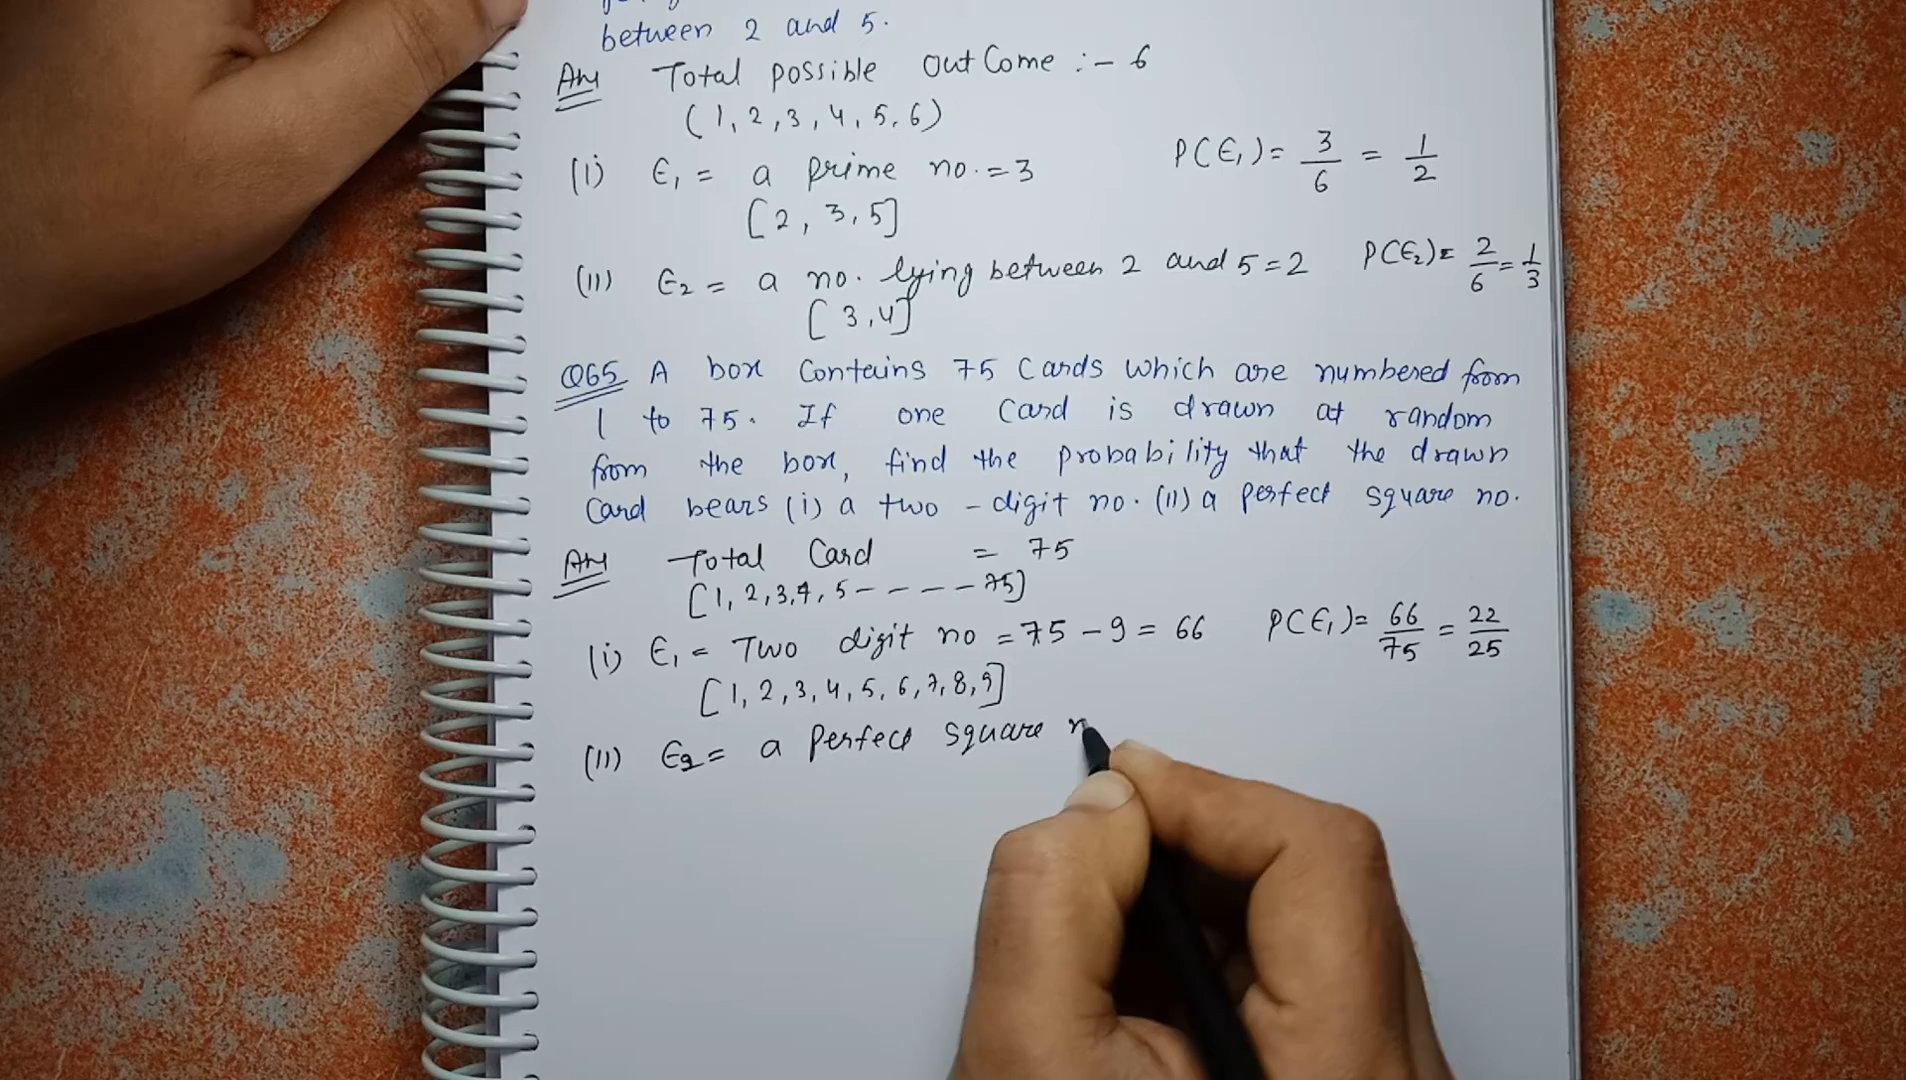 between 2 and 5.
Ans Total possible outcome :- 6
(1, 2, 3, 4, 5, 6)
(i) E₁ = a prime no. = 3 P(E₁) = 3/6 = 1/2
[2, 3, 5]
(ii) E₂ = a no. lying between 2 and 5 = 2 P(E₂) = 2/6 = 1/3
[3, 4]
Q65 A box contains 75 cards which are numbered from
1 to 75. If one card is drawn at random
from the box, find the probability that the drawn
card bears (i) a two-digit no. (ii) a perfect square no.
Ans Total Card = 75
[1, 2, 3, 4, 5 - - - - 75]
(i) E₁ = Two digit no = 75 - 9 = 66 P(E₁) = 66/75 = 22/25
[1, 2, 3, 4, 5, 6, 7, 8, 9]
(ii) E₂ = a perfect square n